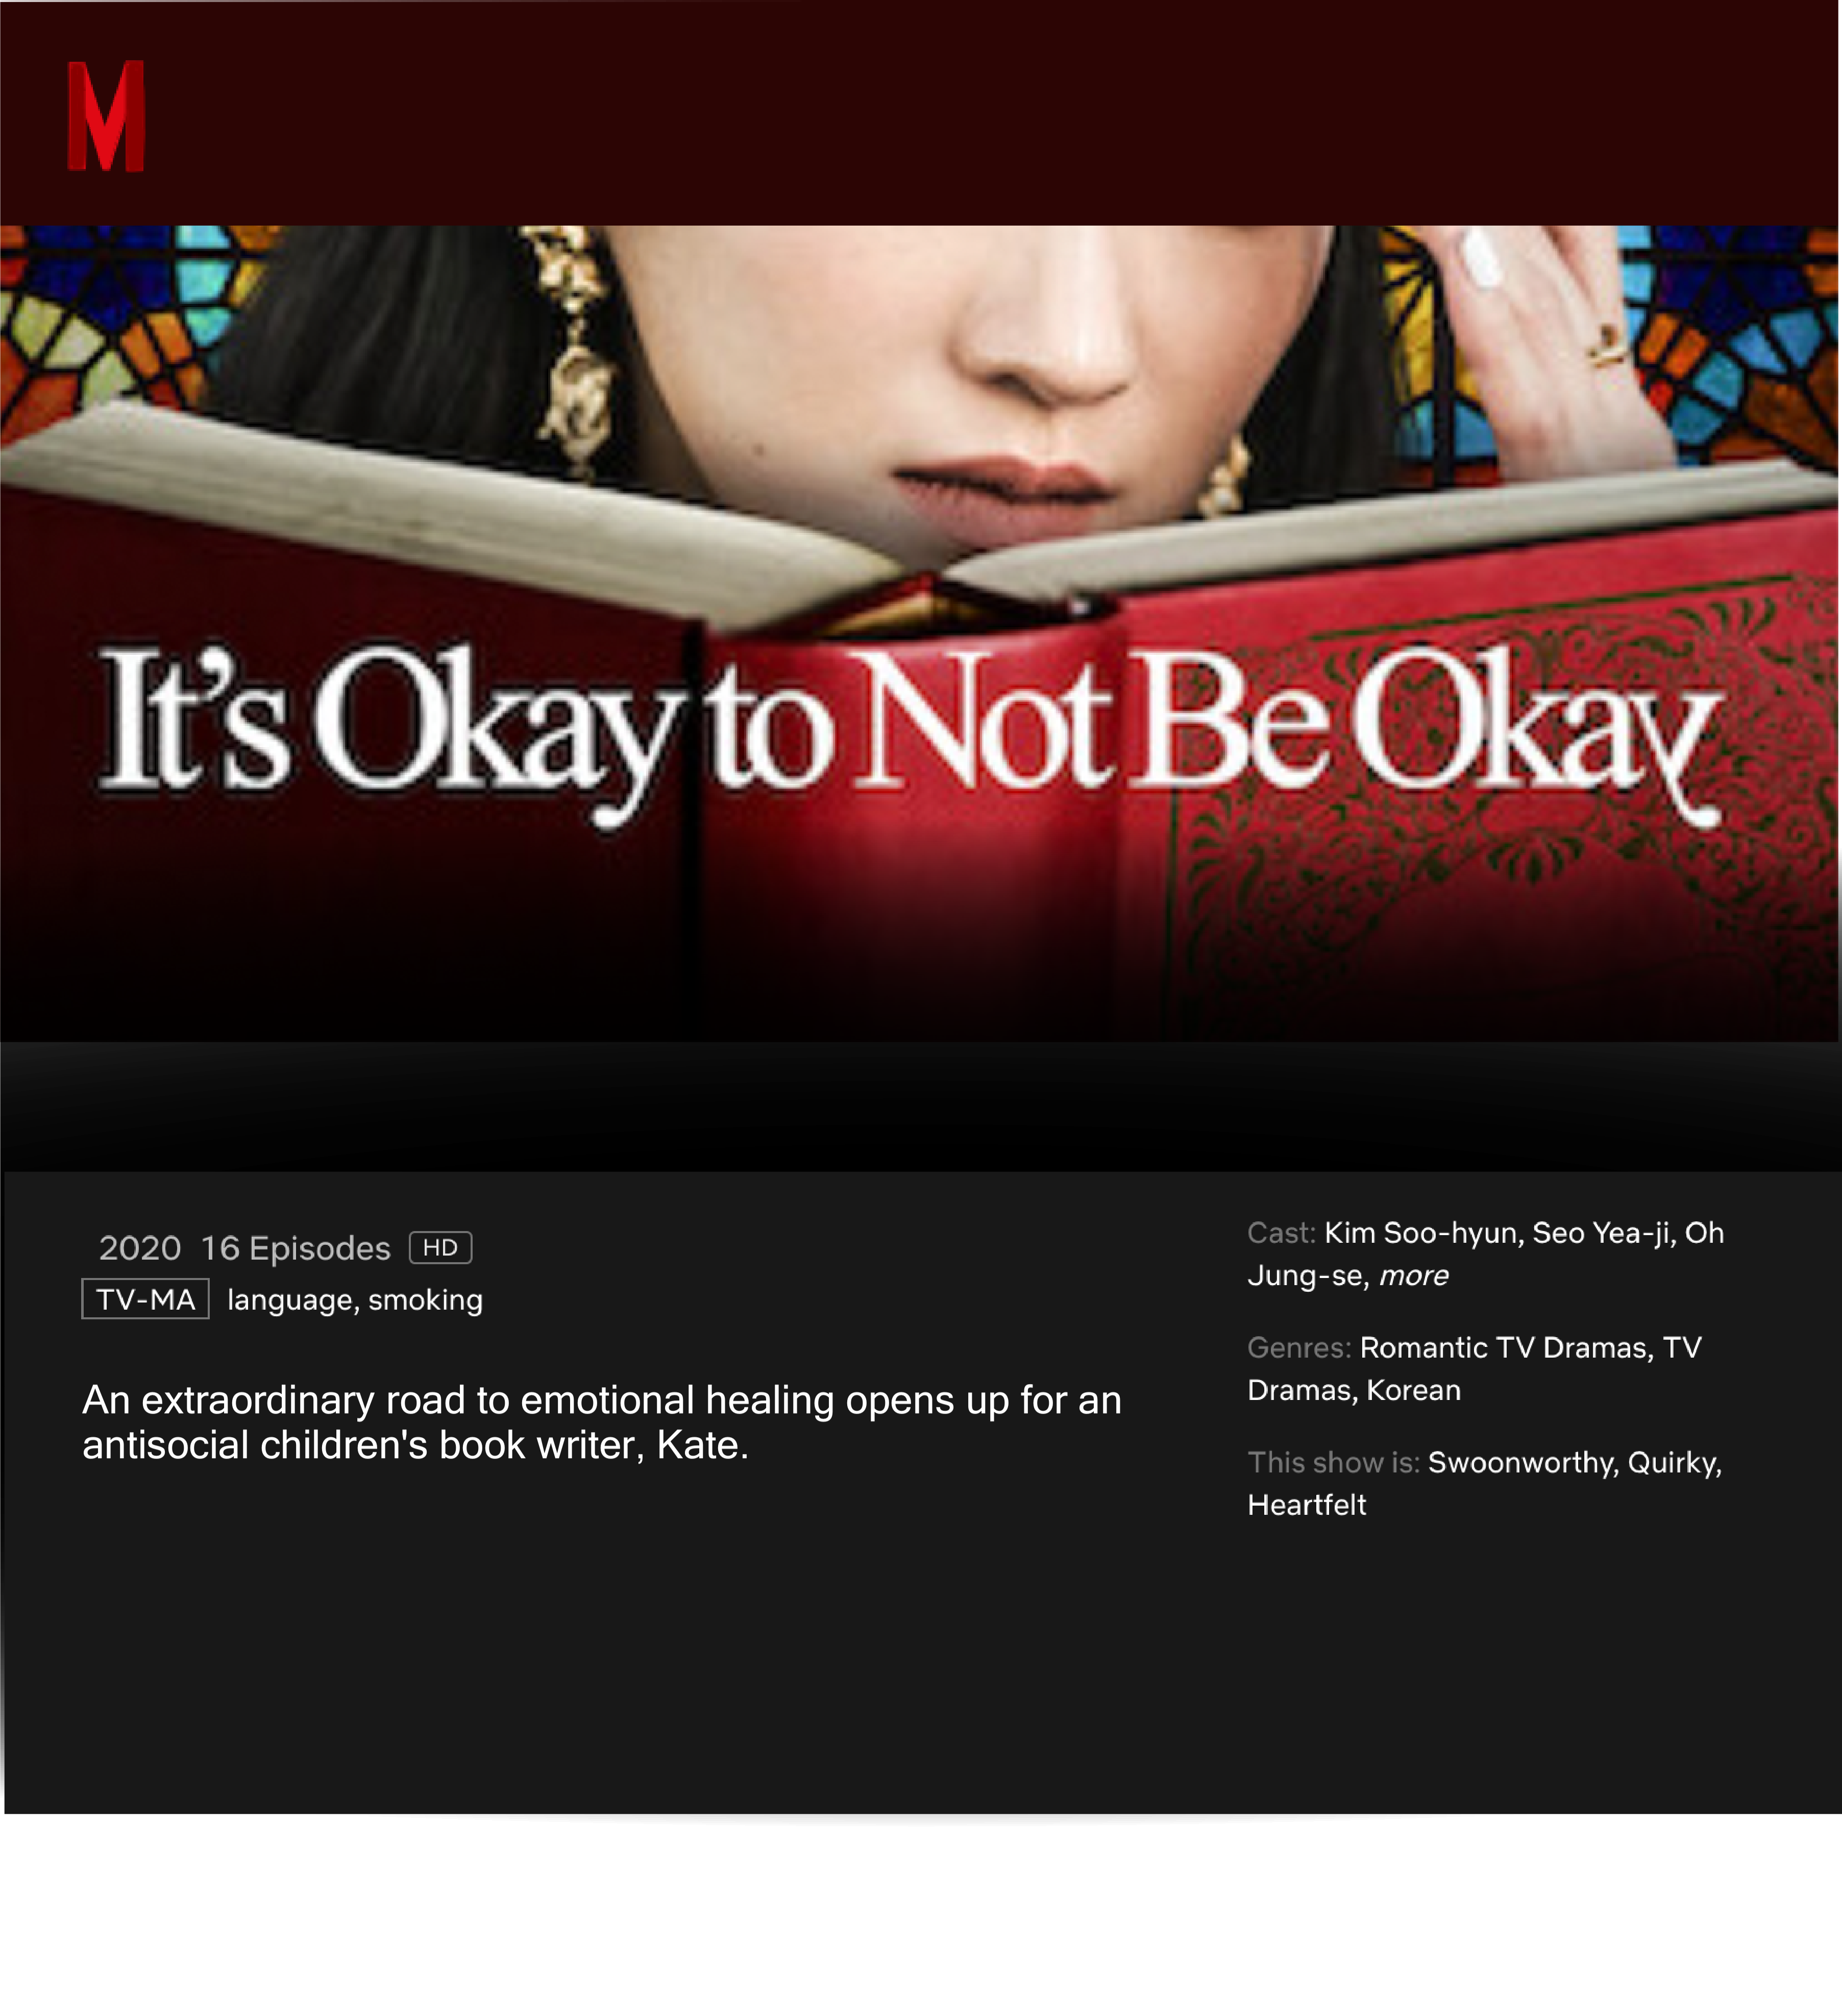 M
It's Okay to Not Be Okay
2020 16 Episodes HD
TV-MA language, smoking
An extraordinary road to emotional healing opens up for an
antisocial children's book writer, Kate.
Cast: Kim Soo-hyun, Seo Yea-ji, Oh
Jung-se, more
Genres: Romantic TV Dramas, TV
Dramas, Korean
This show is: Swoonworthy, Quirky,
Heartfelt